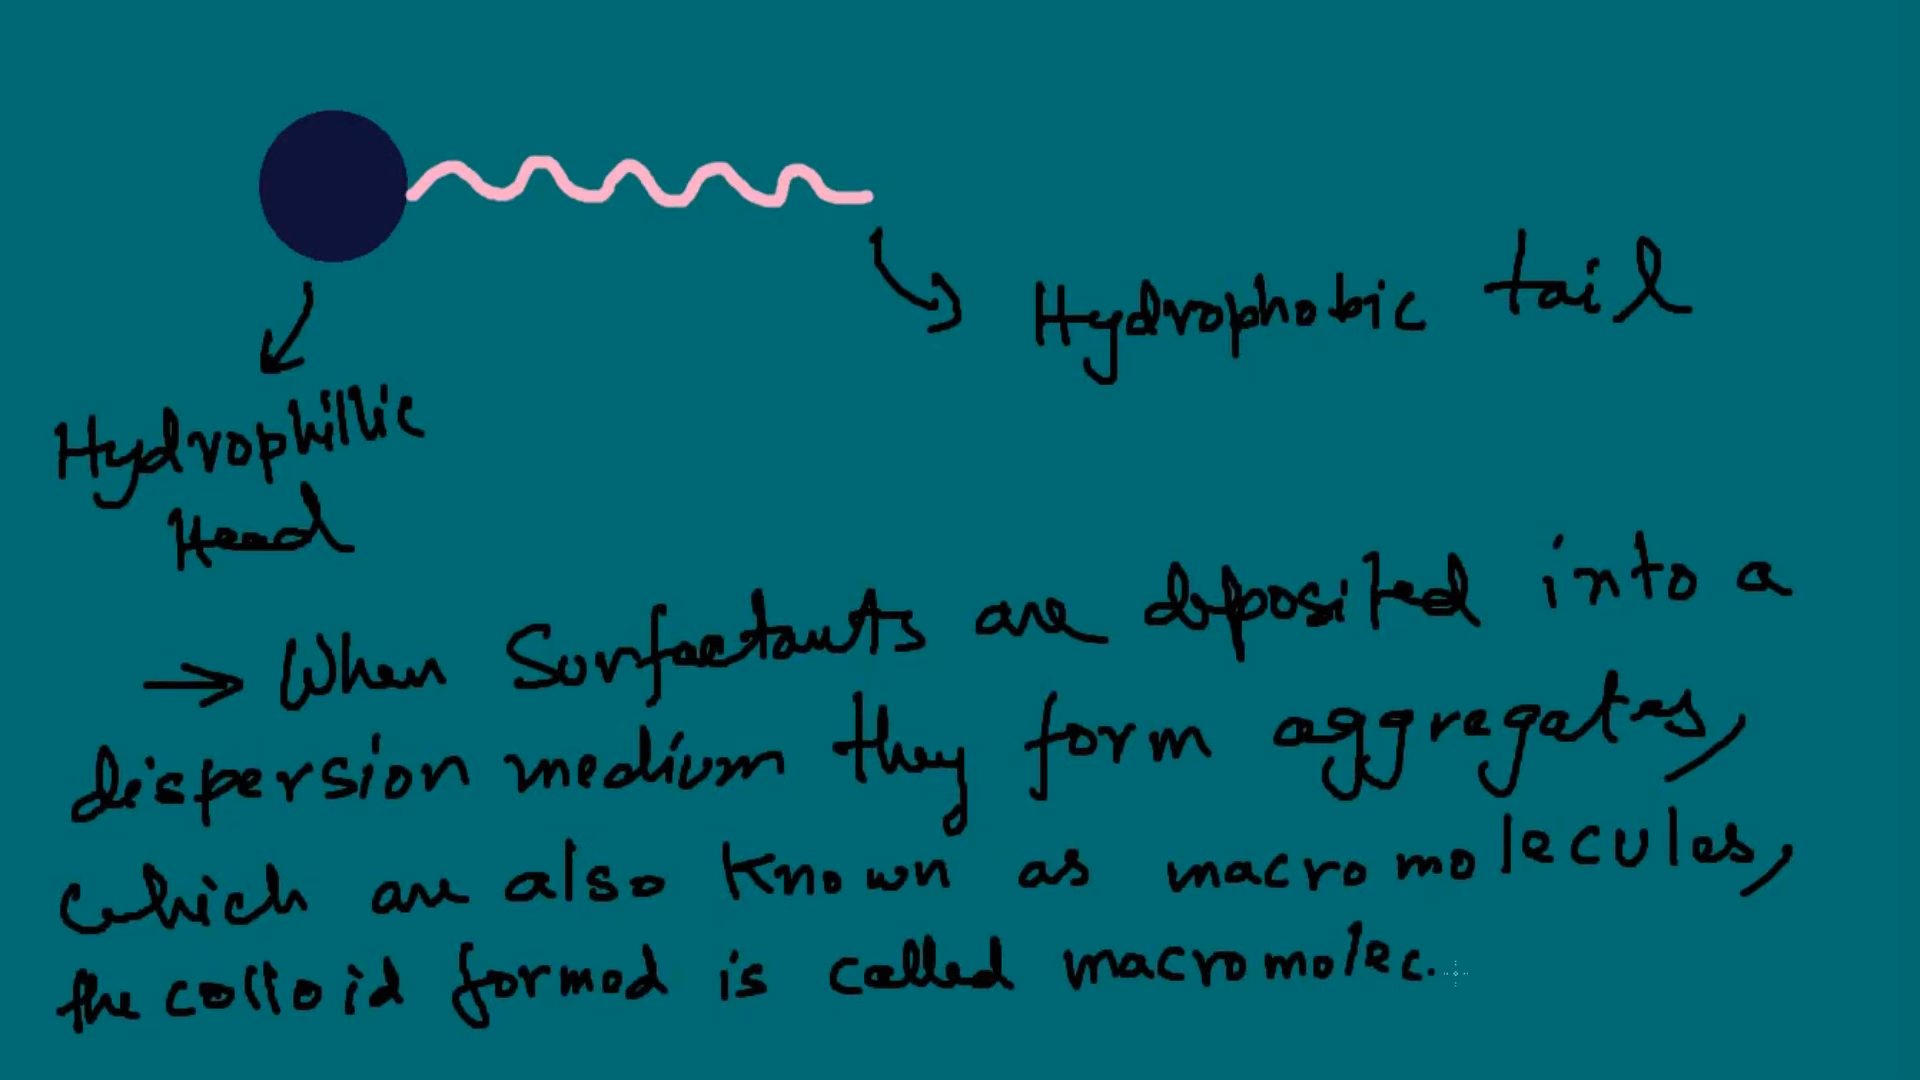 Hydrophobic tail
Hydrophillic
Head
→ When Surfactants are deposited into a
dispersion medium they form aggregates,
which are also known as macromolecules,
the colloid formed is called macromolec.